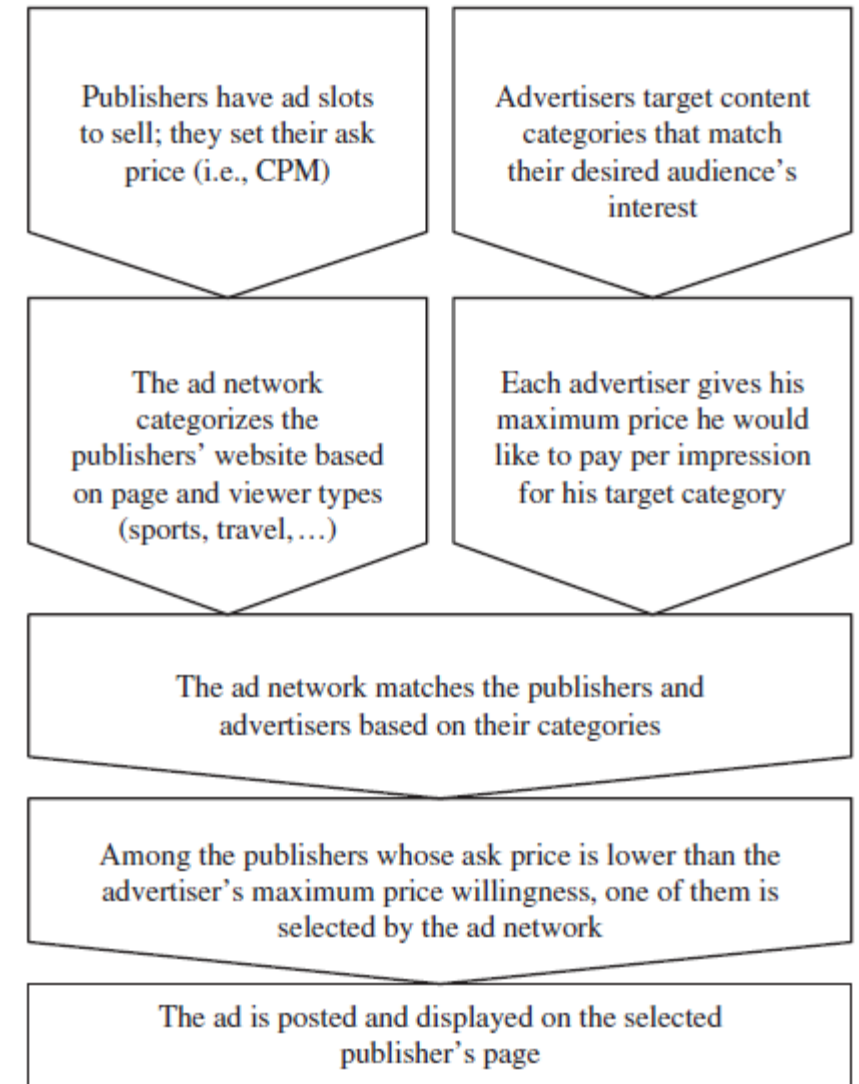 Publishers have ad slots
to sell; they set their ask
price (i.e., CPM)
Advertisers target content
categories that match
their desired audience’s
interest
The ad network
categorizes the
publishers’ website based
on page and viewer types
(sports, travel,…)
Each advertiser gives his
maximum price he would
like to pay per impression
for his target category
The ad network matches the publishers and
advertisers based on their categories
Among the publishers whose ask price is lower than the
advertiser’s maximum price willingness, one of them is
selected by the ad network
The ad is posted and displayed on the selected
publisher’s page